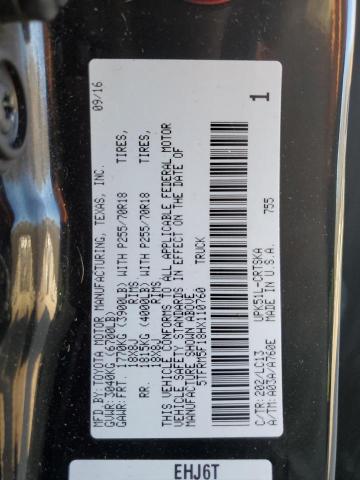 MFD BY:TOYOTA MOTOR MANUFACTURING, TEXAS, INC. 09/16
GVWR:3040KG(6700LB)
GAWR:FRT. 1770KG (3900LB) WITH P255/70R18 TIRES,
18X8J RIMS
RR. 1815KG (4000LB) WITH P255/70R18 TIRES,
18X8J RIMS
THIS VEHICLE CONFORMS TO ALL APPLICABLE FEDERAL MOTOR
VEHICLE SAFETY STANDARDS IN EFFECT ON THE DATE OF
MANUFACTURE SHOWN ABOVE
TRUCK
C/TR:202/LC13 UPK51L-CRTSKA 755
A/TM:A03A/A760E MADE IN U.S.A.
1
EHJ6T